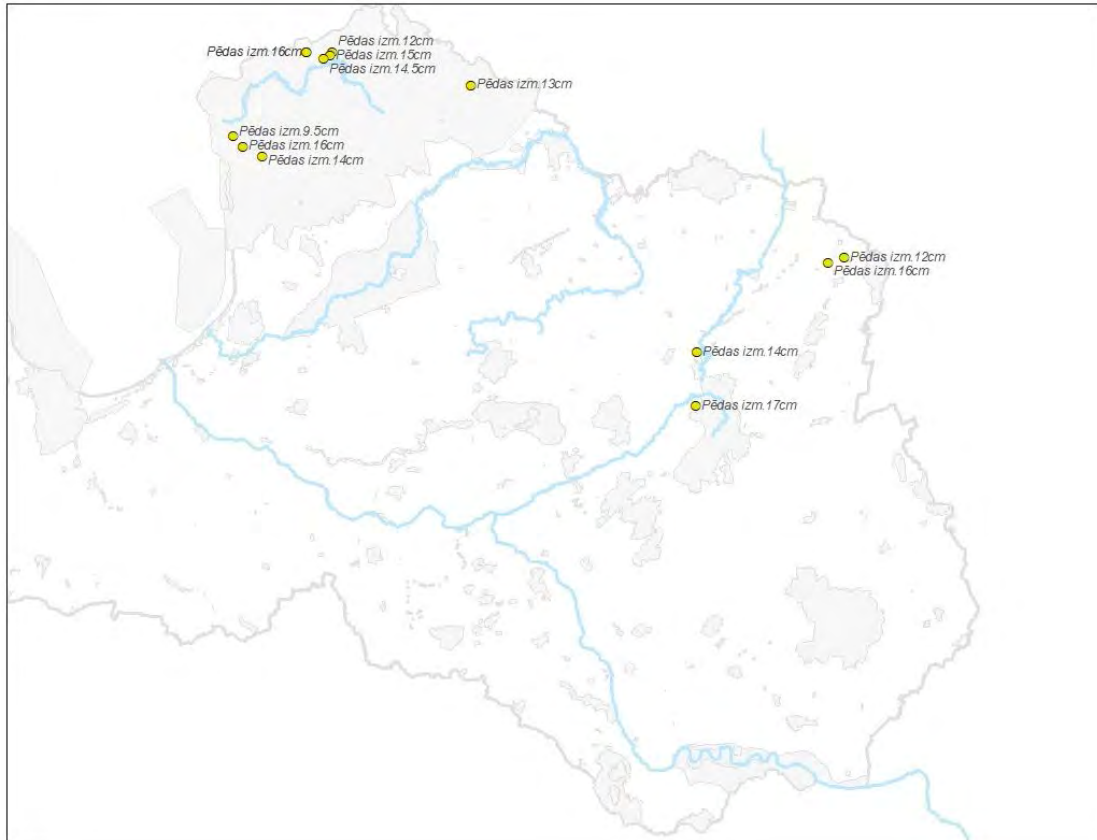 Pēdas izm.12cm
Pēdas izm.16cm
Pēdas izm.15cm
Pēdas izm.14.5cm
Pēdas izm.13cm
Pēdas izm.9.5cm
Pēdas izm.16cm
Pēdas izm.14cm
Pēdas izm.12cm
Pēdas izm.16cm
Pēdas izm.14cm
Pēdas izm.17cm